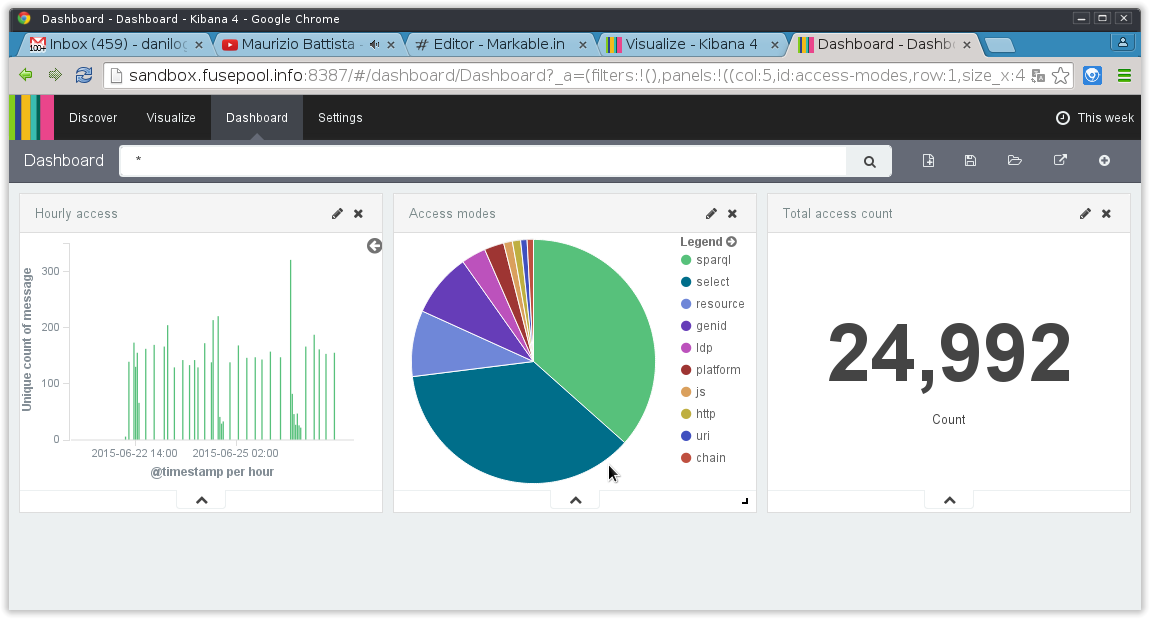 Dashboard - Dashboard - Kibana 4 - Google Chrome
100+ Inbox (459) - danilo Maurizio Battista - # Editor - Markable.in Visualize - Kibana 4 Dashboard - Dashb
sandbox.fusepool.info:8387/#/dashboard/Dashboard?_a=(filters:!(),panels:!((col:5,id:access-modes,row:1,size_x:4
Discover Visualize Dashboard Settings This week
Dashboard *
Hourly access
Unique count of message
300
200
100
0
2015-06-22 14:00 2015-06-25 02:00
@timestamp per hour
Access modes
Legend
sparql
select
resource
genid
ldp
platform
js
http
uri
chain
Total access count
24,992
Count